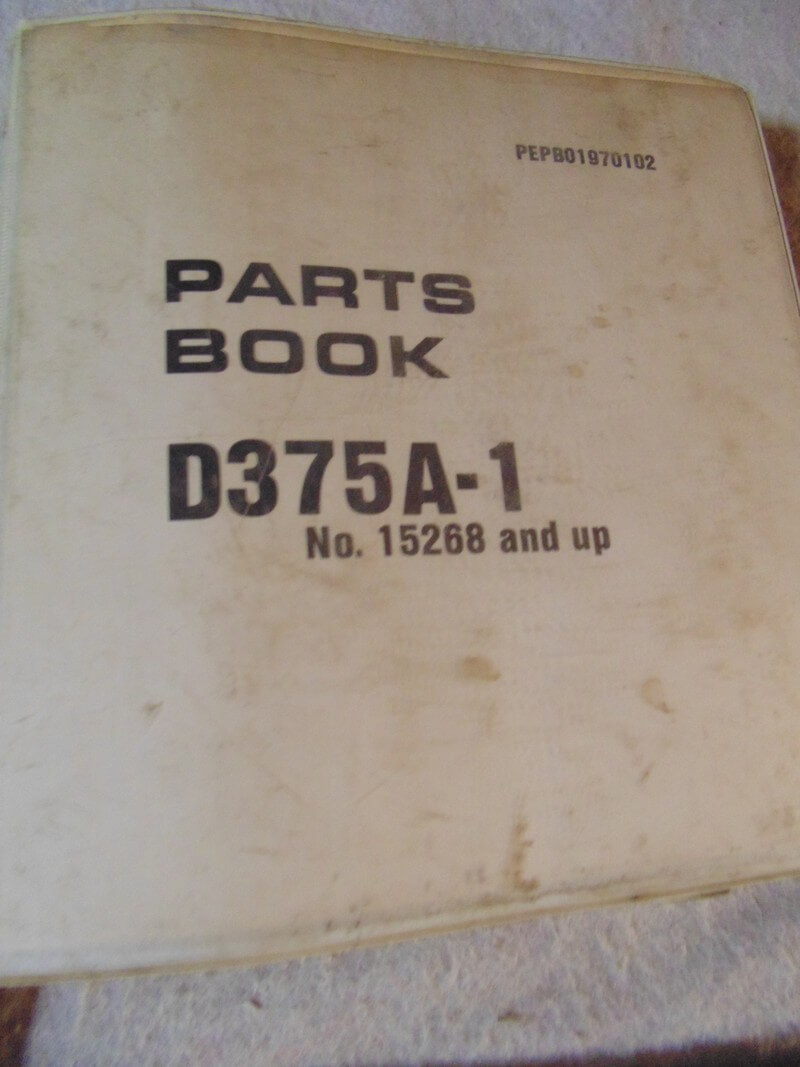 PEPB01970102
PARTS
BOOK
D375A-1
No. 15268 and up